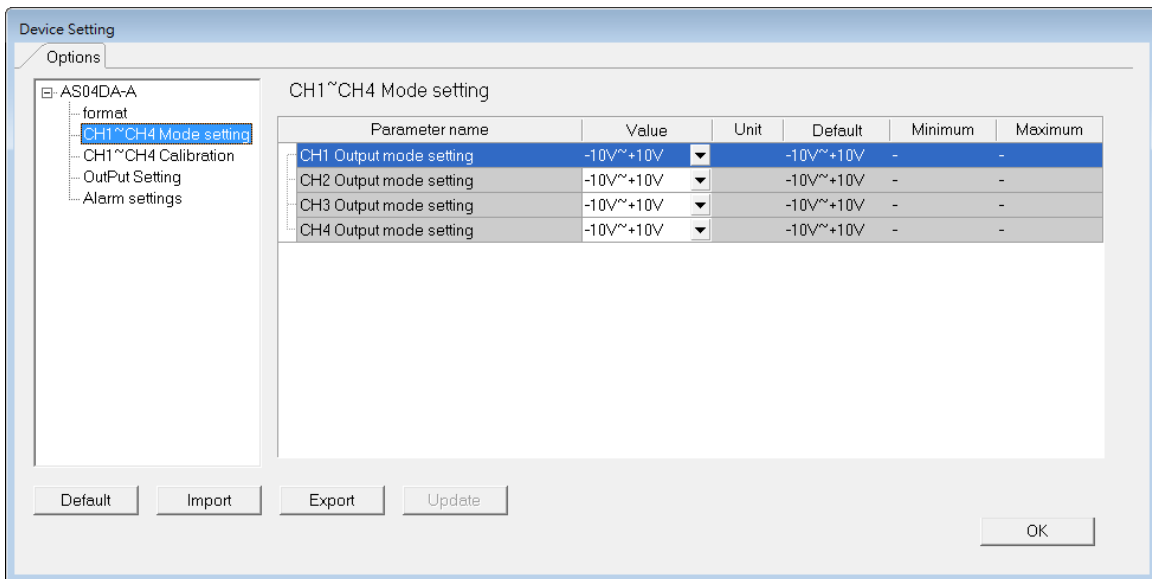 Device Setting
Options
AS04DA-A
format
CH1~CH4 Mode setting
CH1~CH4 Calibration
OutPut Setting
Alarm settings
CH1~CH4 Mode setting
Parameter name Value Unit Default Minimum Maximum
CH1 Output mode setting -10V~+10V -10V~+10V - -
CH2 Output mode setting -10V~+10V -10V~+10V - -
CH3 Output mode setting -10V~+10V -10V~+10V - -
CH4 Output mode setting -10V~+10V -10V~+10V - -
Default Import Export Update
OK